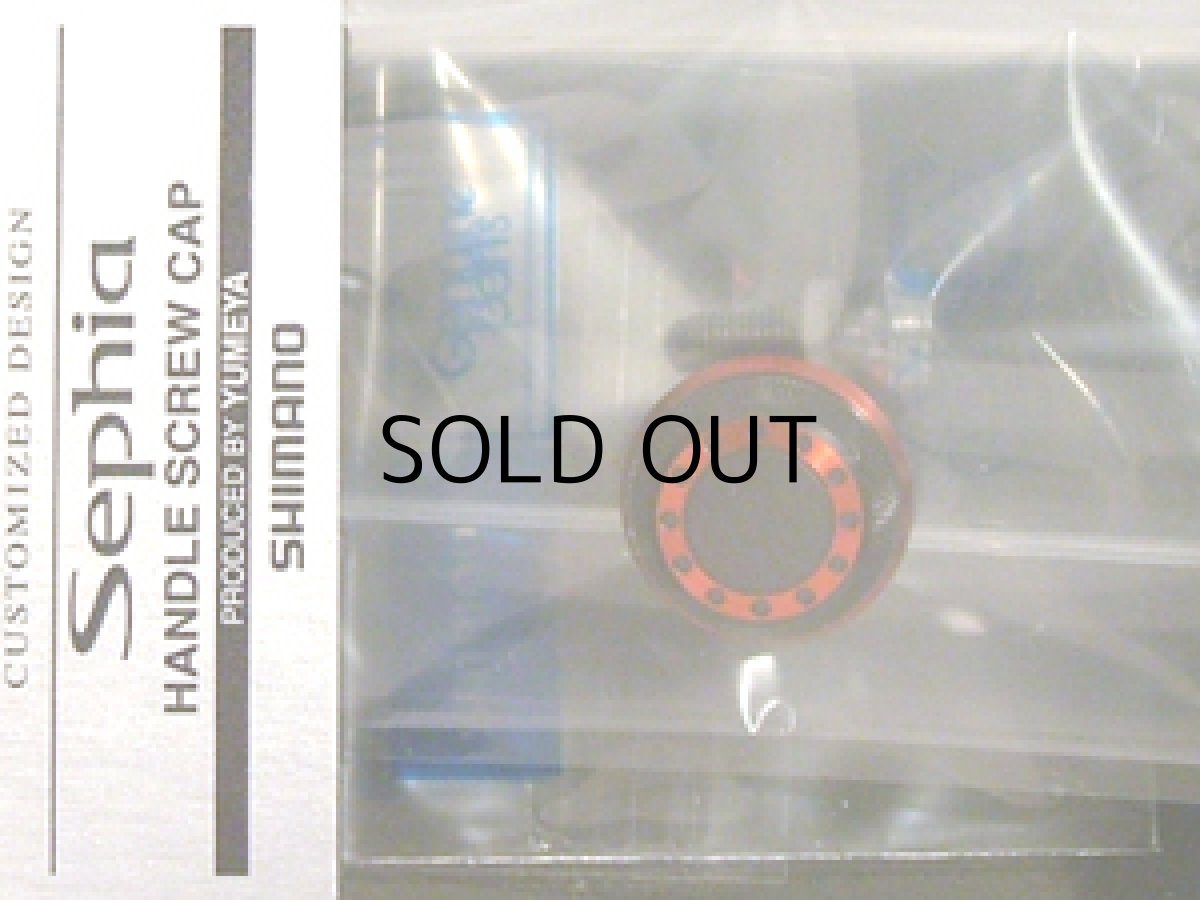 CUSTOMIZED DESIGN
Sephia
HANDLE SCREW CAP
PRODUCED BY YUMEYA
SHIMANO
SOLD OUT